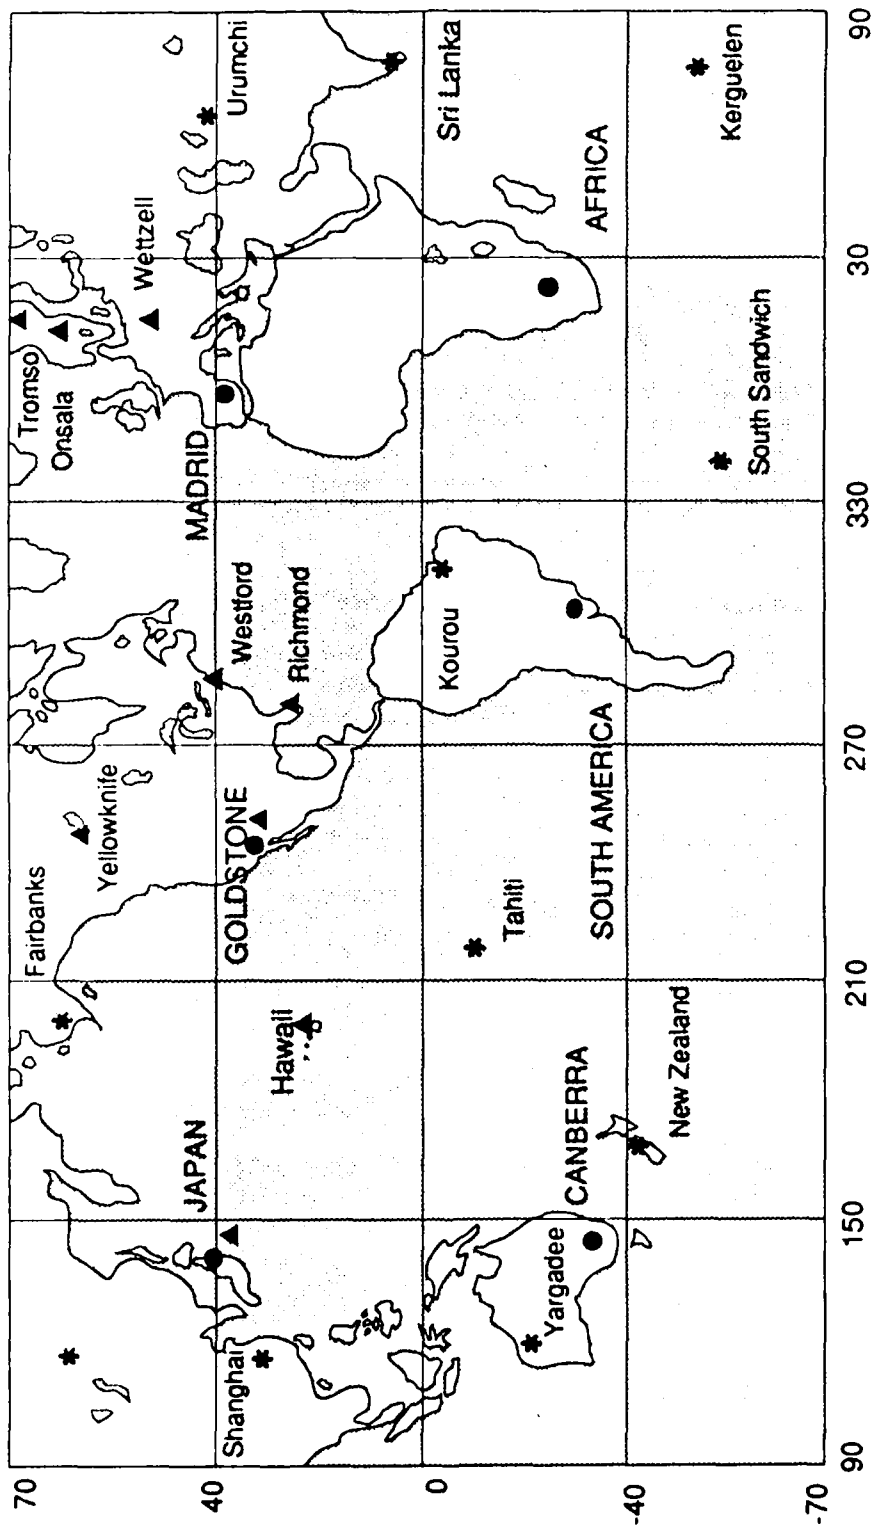 70
40
0
-40
-70
90
150
210
270
330
30
90
Fairbanks
Yellowknife
Tromso
Onsala
Wettzell
Urumchi
JAPAN
Shanghai
Hawaii
GOLDSTONE
Westford
Richmond
MADRID
Sri Lanka
Kourou
Tahiti
Yargadee
CANBERRA
New Zealand
SOUTH AMERICA
AFRICA
South Sandwich
Kerguelen